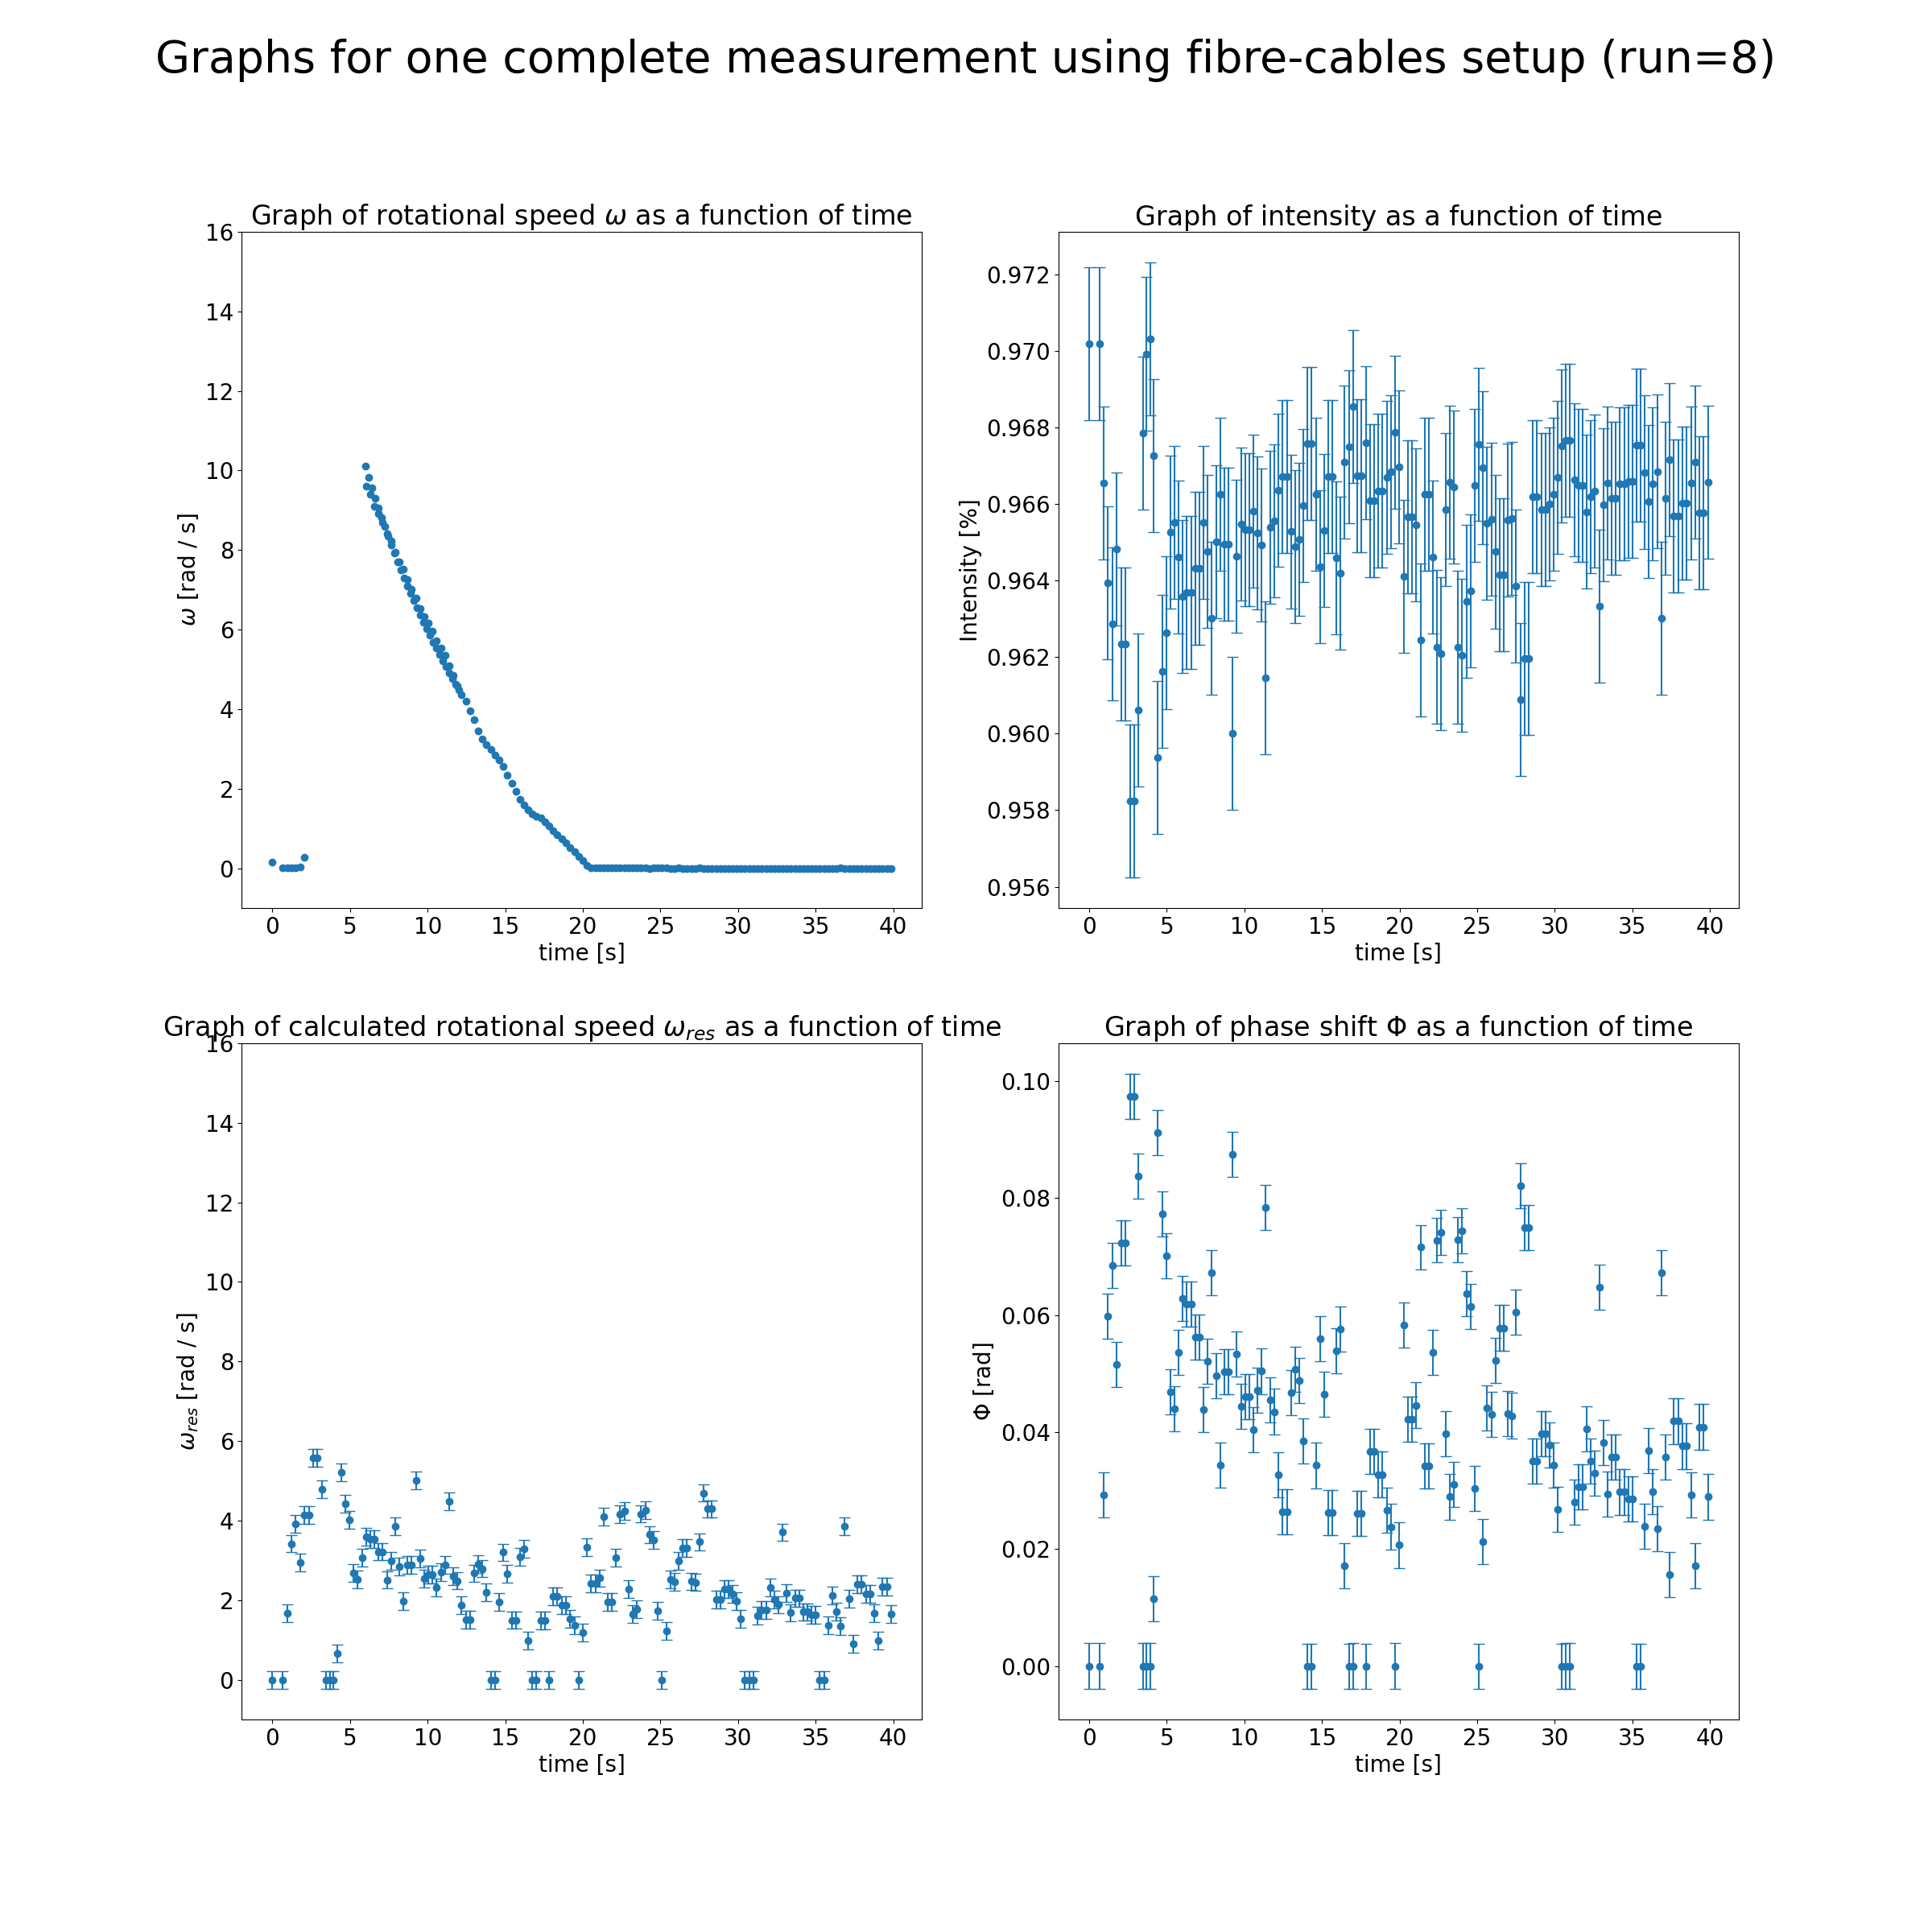 Graphs for one complete measurement using fibre-cables setup (run=8)
Graph of rotational speed ω as a function of time
16
14
12
10
8
6
4
2
0
ω [rad / s]
0 5 10 15 20 25 30 35 40
time [s]
Graph of intensity as a function of time
0.972
0.970
0.968
0.966
0.964
0.962
0.960
0.958
0.956
Intensity [%]
0 5 10 15 20 25 30 35 40
time [s]
Graph of calculated rotational speed ω_res as a function of time
16
14
12
10
8
6
4
2
0
ω_res [rad / s]
0 5 10 15 20 25 30 35 40
time [s]
Graph of phase shift Φ as a function of time
0.10
0.08
0.06
0.04
0.02
0.00
Φ [rad]
0 5 10 15 20 25 30 35 40
time [s]